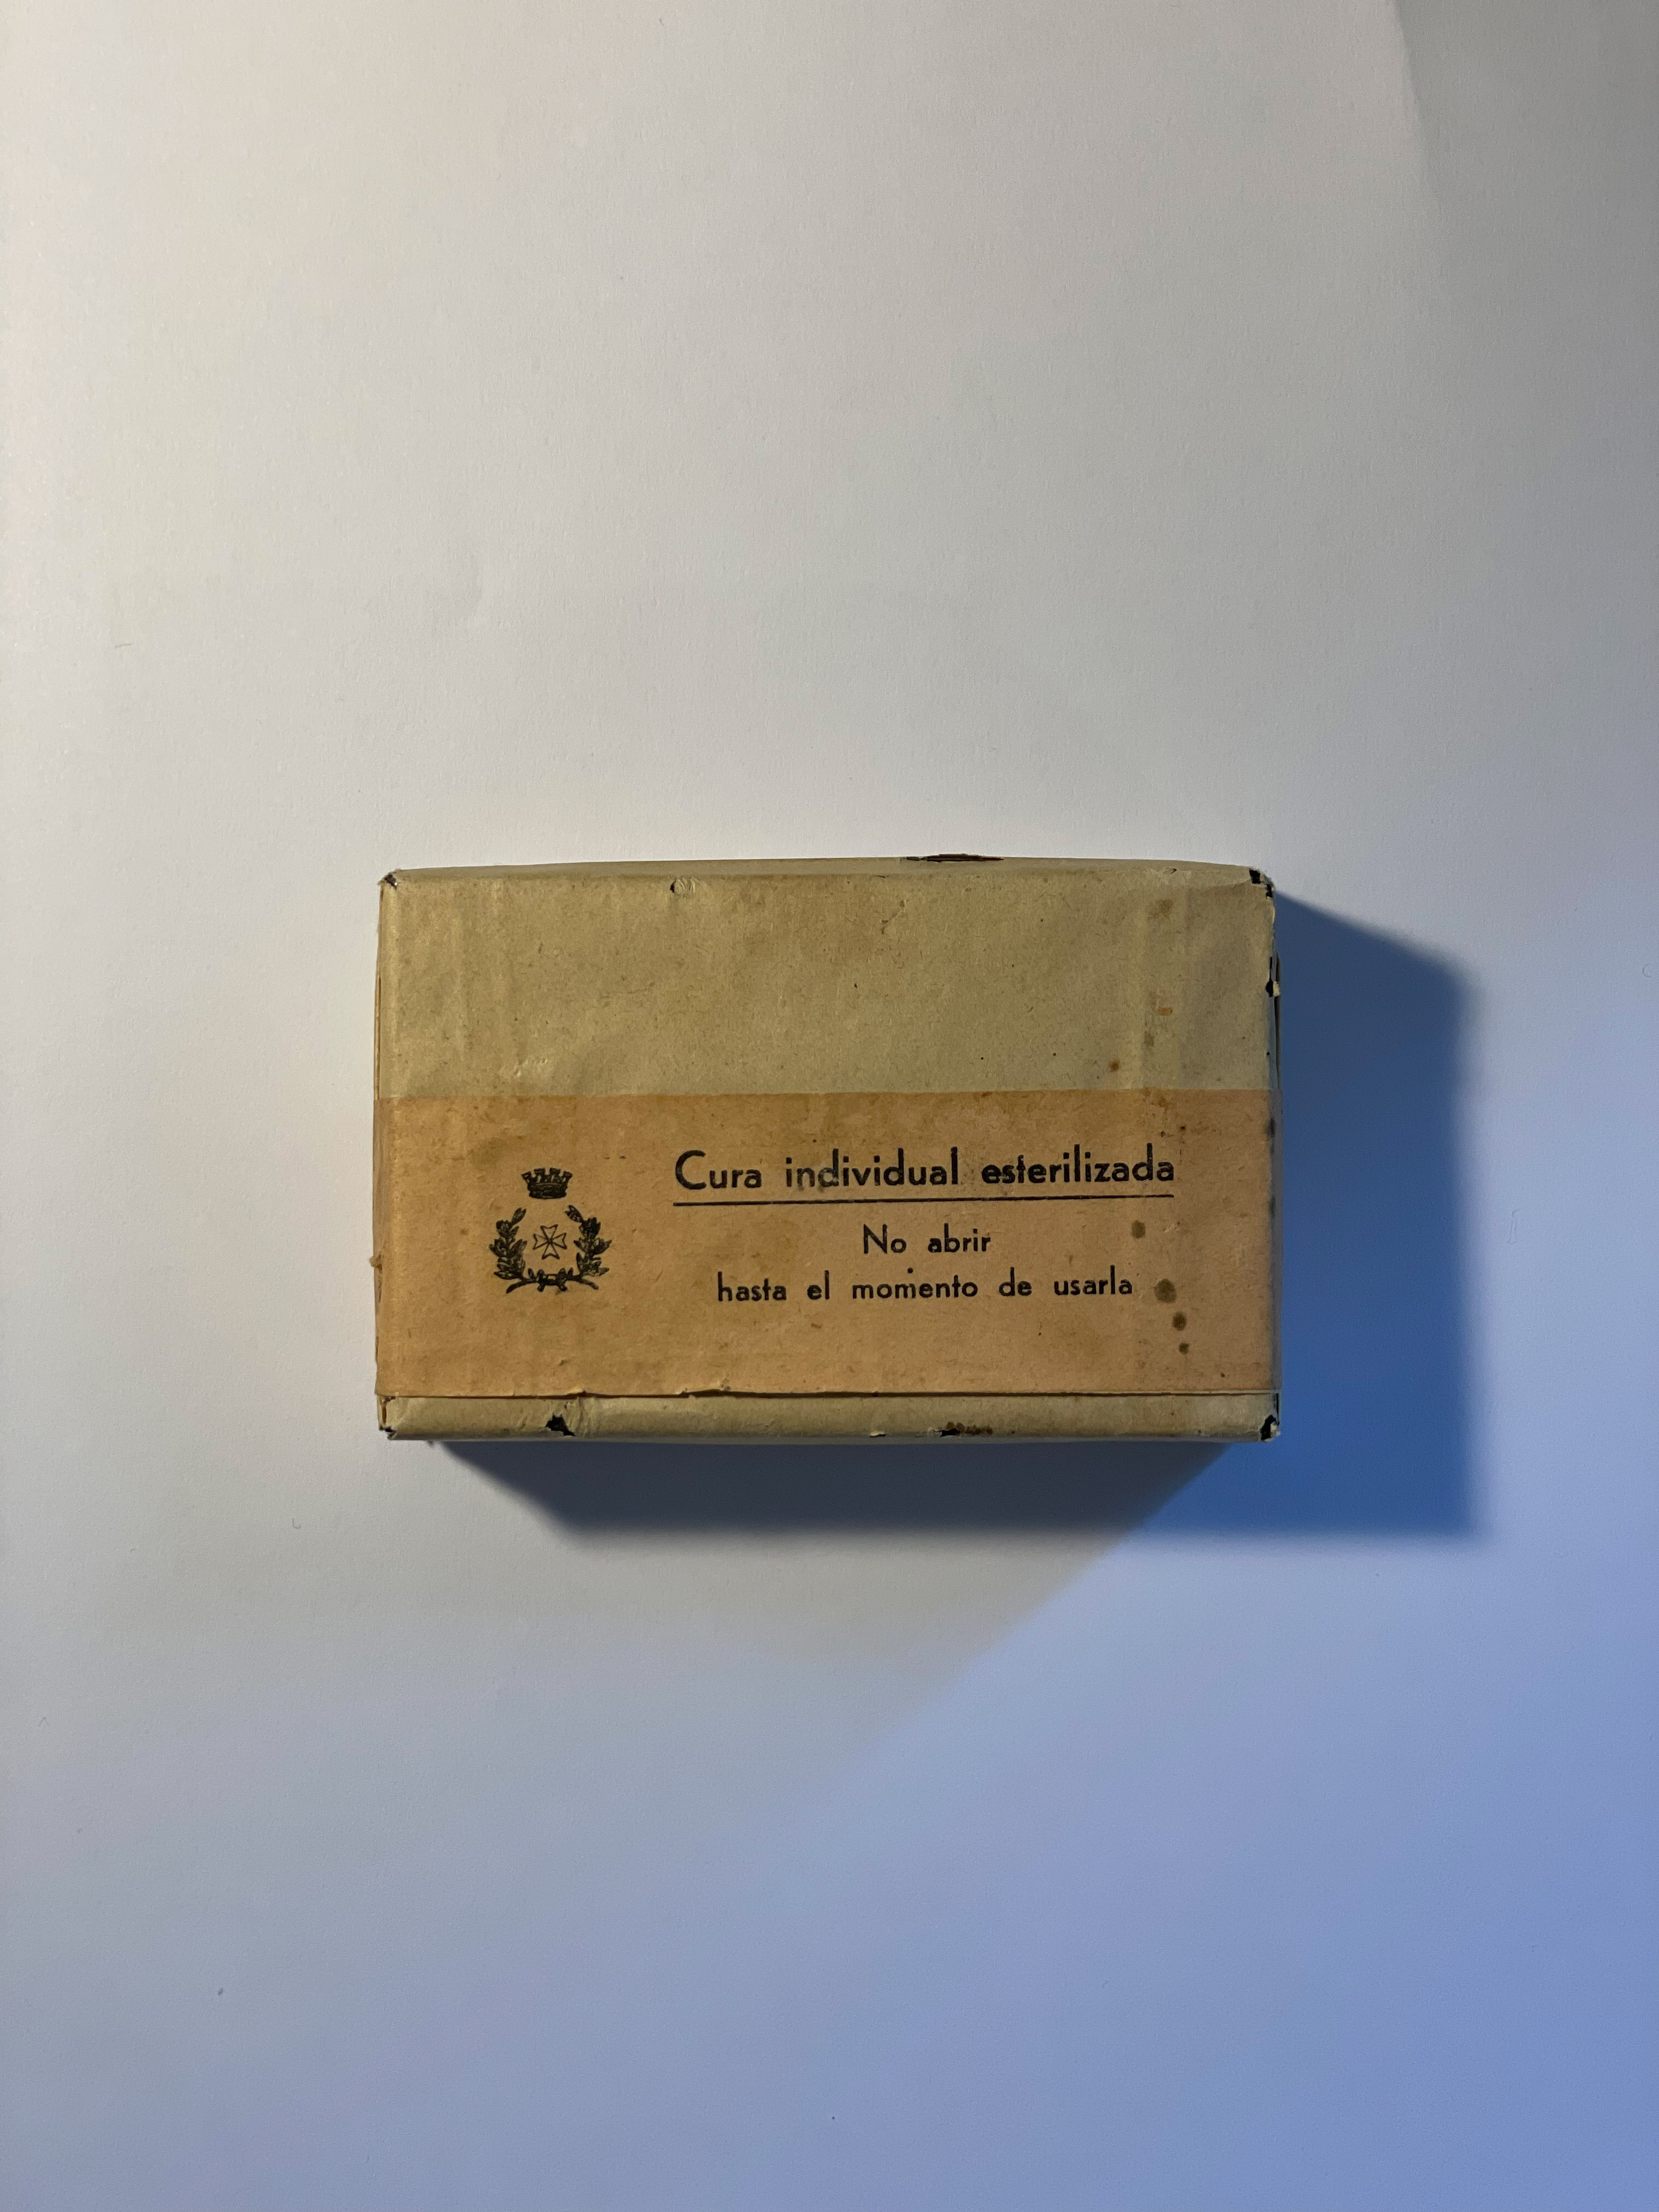 Cura individual esterilizada
No abrir
hasta el momento de usarla